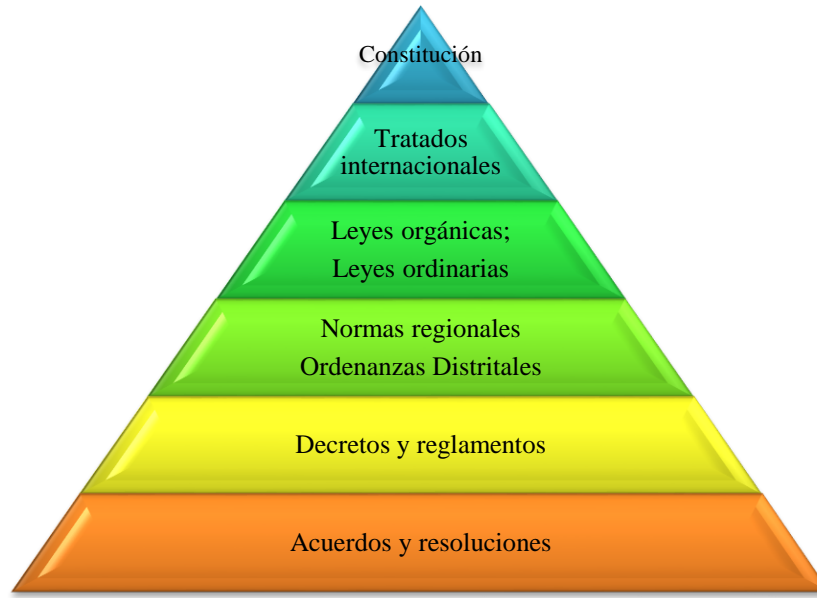 Constitución
Tratados
internacionales
Leyes orgánicas;
Leyes ordinarias
Normas regionales
Ordenanzas Distritales
Decretos y reglamentos
Acuerdos y resoluciones